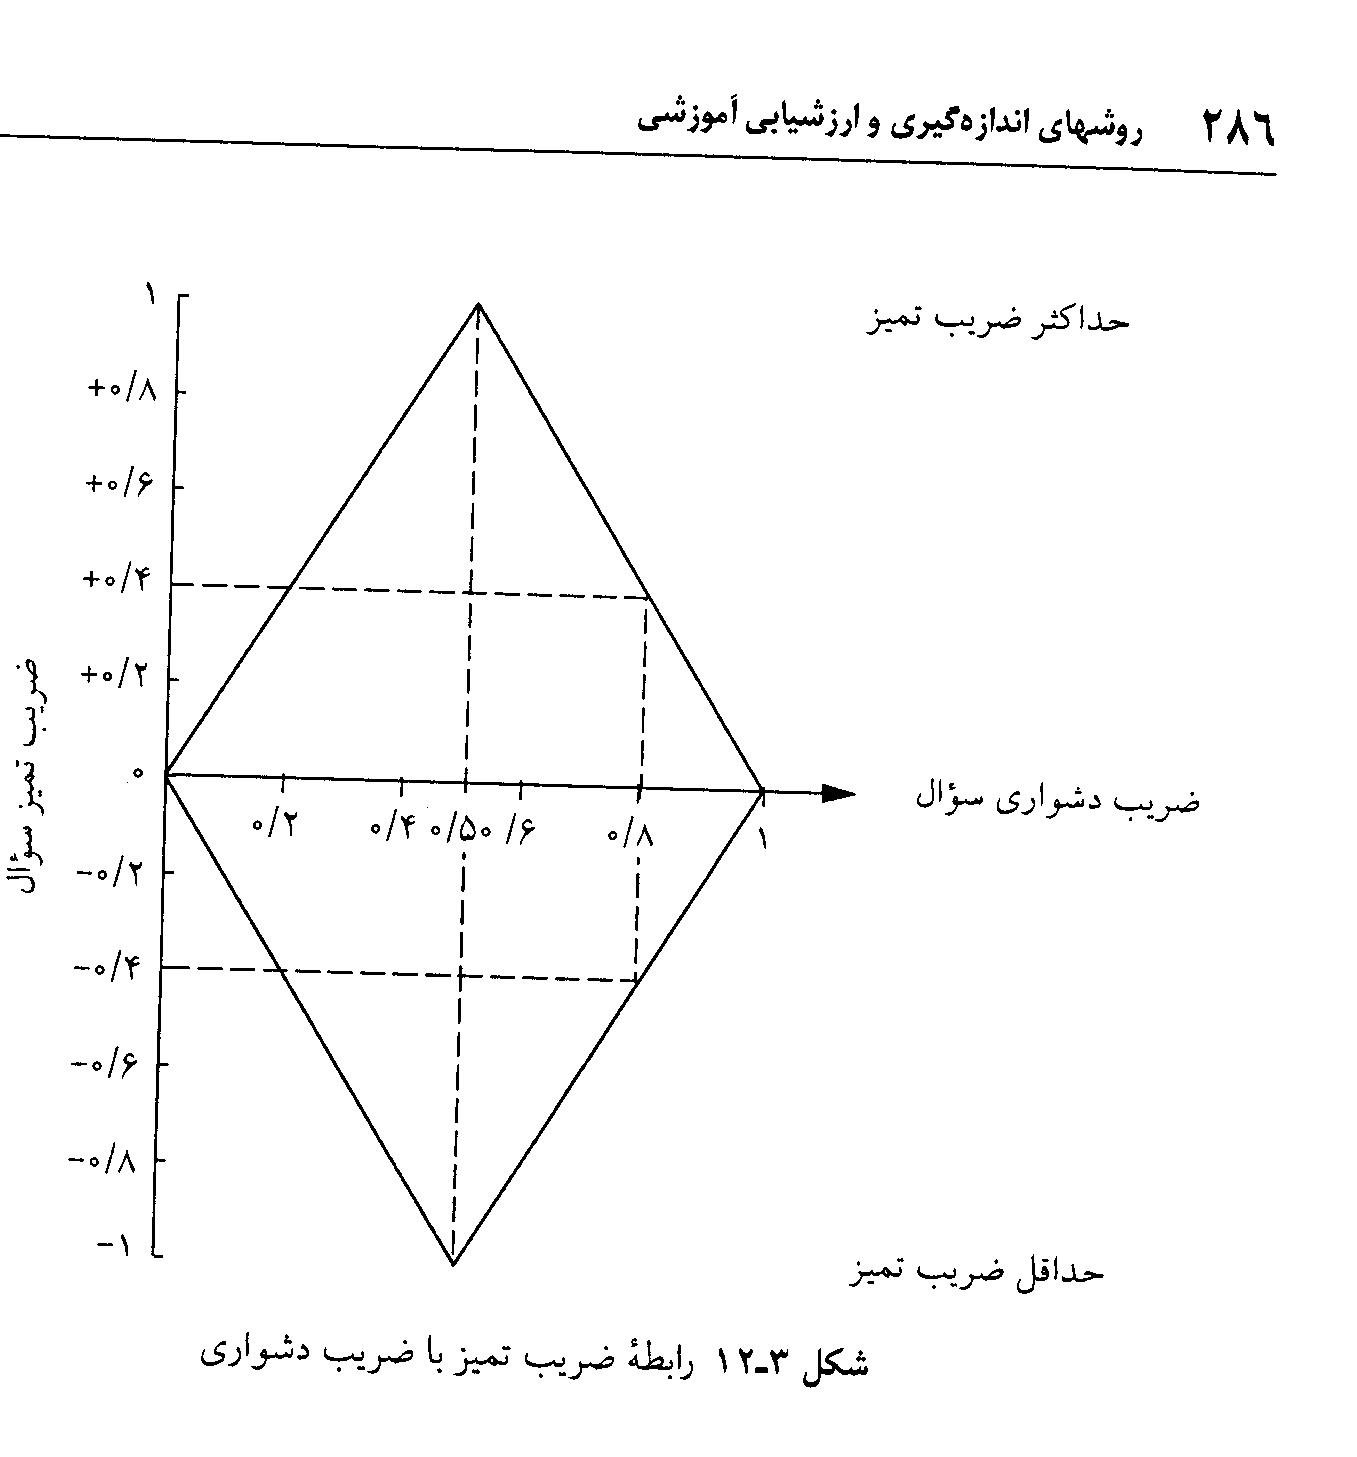 ۲۸۶ روشهای اندازه‌گیری و ارزشیابی آموزشی
حداکثر ضریب تمیز
۱
+۰/۸
+۰/۶
+۰/۴
+۰/۲
۰
-۰/۲
-۰/۴
-۰/۶
-۰/۸
-۱
ضریب تمیز سؤال
۰/۲ ۰/۴ ۰/۵ ۰/۶ ۰/۸ ۱
ضریب دشواری سؤال
حداقل ضریب تمیز
شکل ۳ـ۱۲ رابطهٔ ضریب تمیز با ضریب دشواری